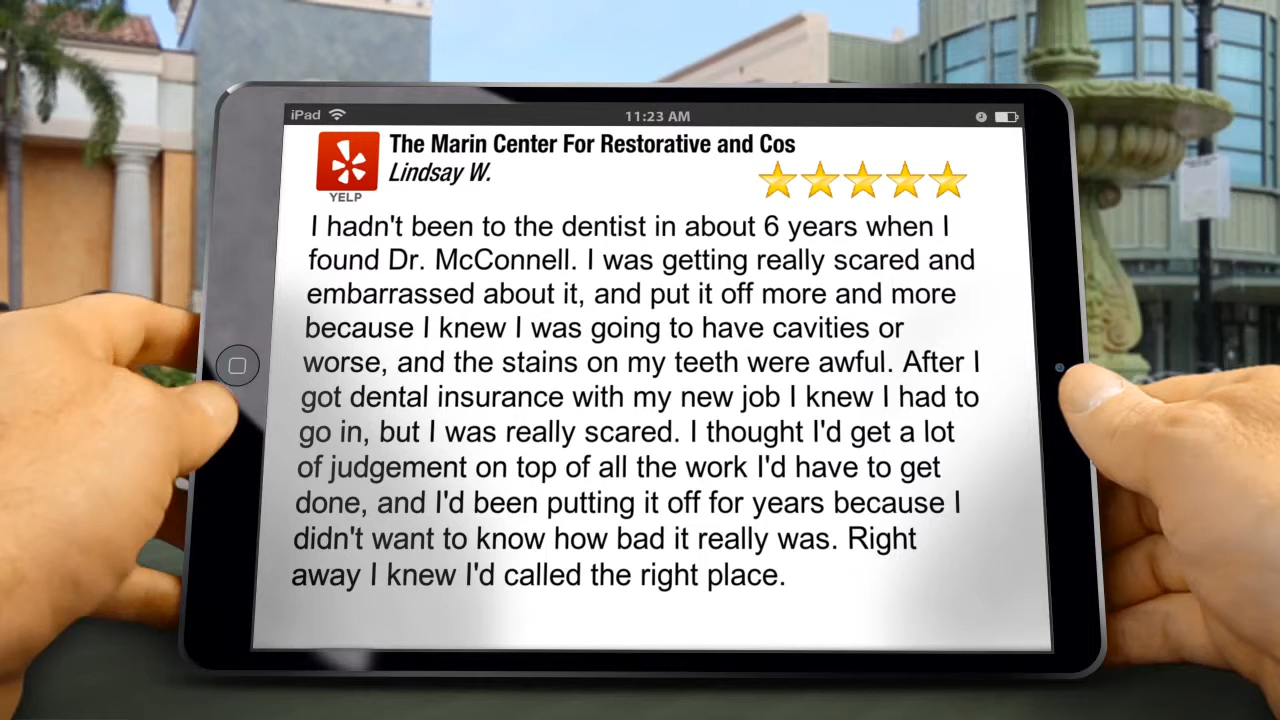 iPad
11:23 AM
The Marin Center For Restorative and Cos
Lindsay W.
YELP
I hadn't been to the dentist in about 6 years when I
found Dr. McConnell. I was getting really scared and
embarrassed about it, and put it off more and more
because I knew I was going to have cavities or
worse, and the stains on my teeth were awful. After I
got dental insurance with my new job I knew I had to
go in, but I was really scared. I thought I'd get a lot
of judgement on top of all the work I'd have to get
done, and I'd been putting it off for years because I
didn't want to know how bad it really was. Right
away I knew I'd called the right place.